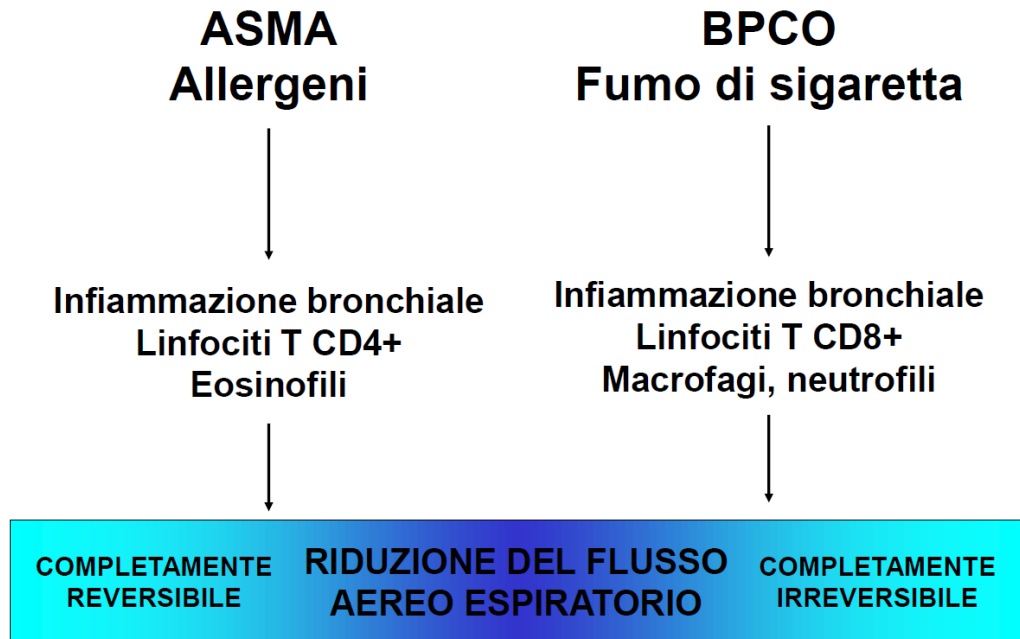 ASMA
Allergeni
BPCO
Fumo di sigaretta
Infiammazione bronchiale
Linfociti T CD4+
Eosinofili
Infiammazione bronchiale
Linfociti T CD8+
Macrofagi, neutrofili
COMPLETAMENTE
REVERSIBILE
RIDUZIONE DEL FLUSSO
AEREO ESPIRATORIO
COMPLETAMENTE
IRREVERSIBILE